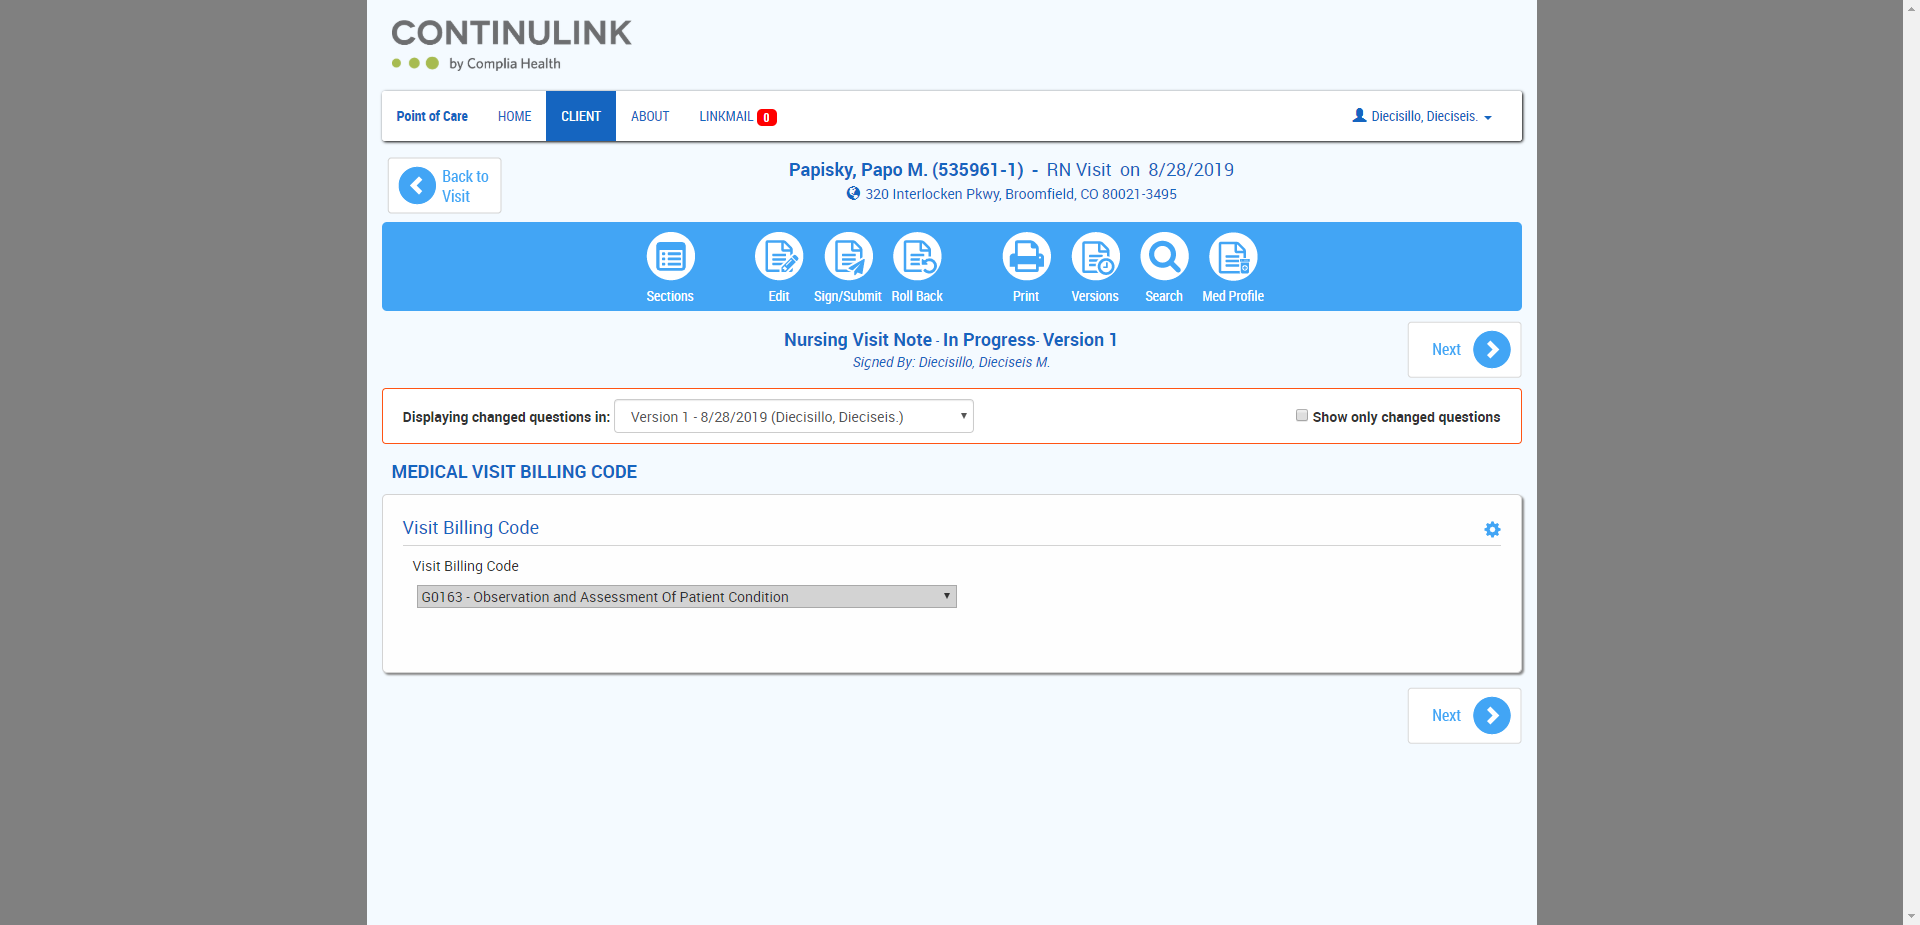 CONTINULINK
by Complia Health
Point of Care HOME CLIENT ABOUT LINKMAIL 0 Diecisillo, Dieciseis.
Back to
Visit
Papisky, Papo M. (535961-1) - RN Visit on 8/28/2019
320 Interlocken Pkwy, Broomfield, CO 80021-3495
Sections Edit Sign/Submit Roll Back Print Versions Search Med Profile
Nursing Visit Note - In Progress- Version 1
Signed By: Diecisillo, Dieciseis M.
Next
Displaying changed questions in: Version 1 - 8/28/2019 (Diecisillo, Dieciseis.) Show only changed questions
MEDICAL VISIT BILLING CODE
Visit Billing Code
Visit Billing Code
G0163 - Observation and Assessment Of Patient Condition
Next